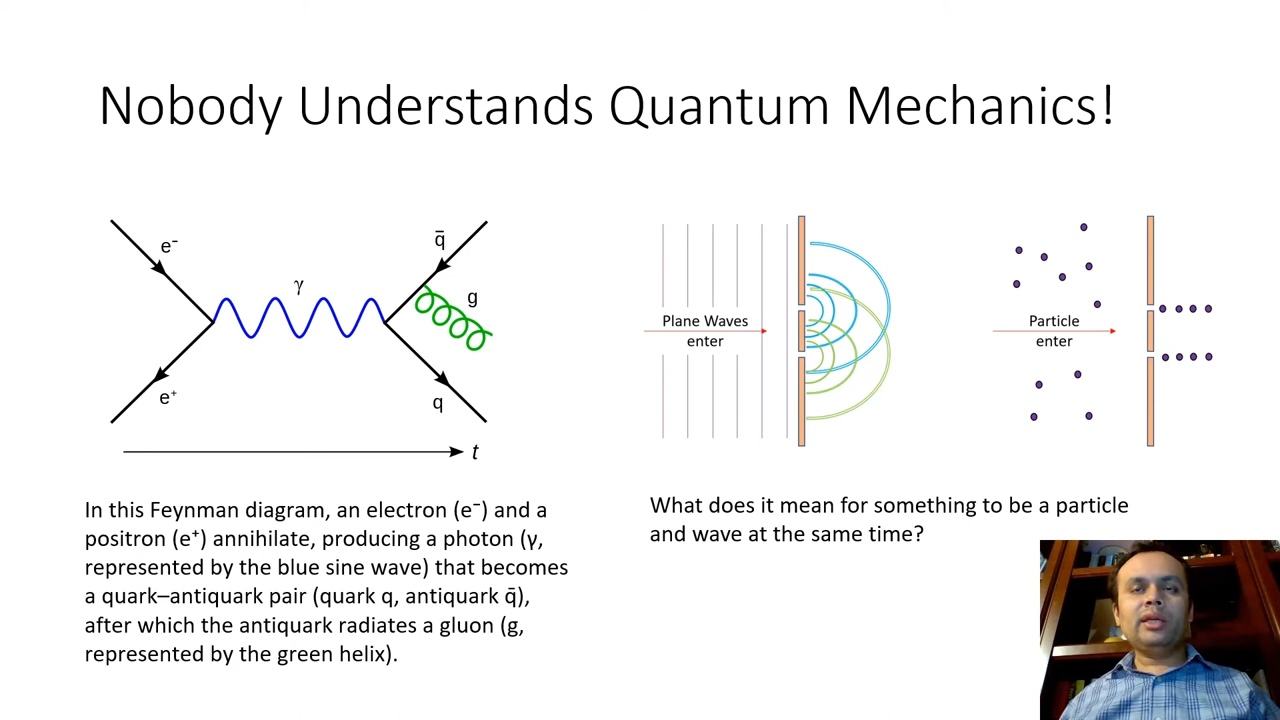 Nobody Understands Quantum Mechanics!
e⁻
e⁺
γ
q̄
g
q
t
In this Feynman diagram, an electron (e⁻) and a
positron (e⁺) annihilate, producing a photon (γ,
represented by the blue sine wave) that becomes
a quark–antiquark pair (quark q, antiquark q̄),
after which the antiquark radiates a gluon (g,
represented by the green helix).
Plane Waves
enter
Particle
enter
What does it mean for something to be a particle
and wave at the same time?